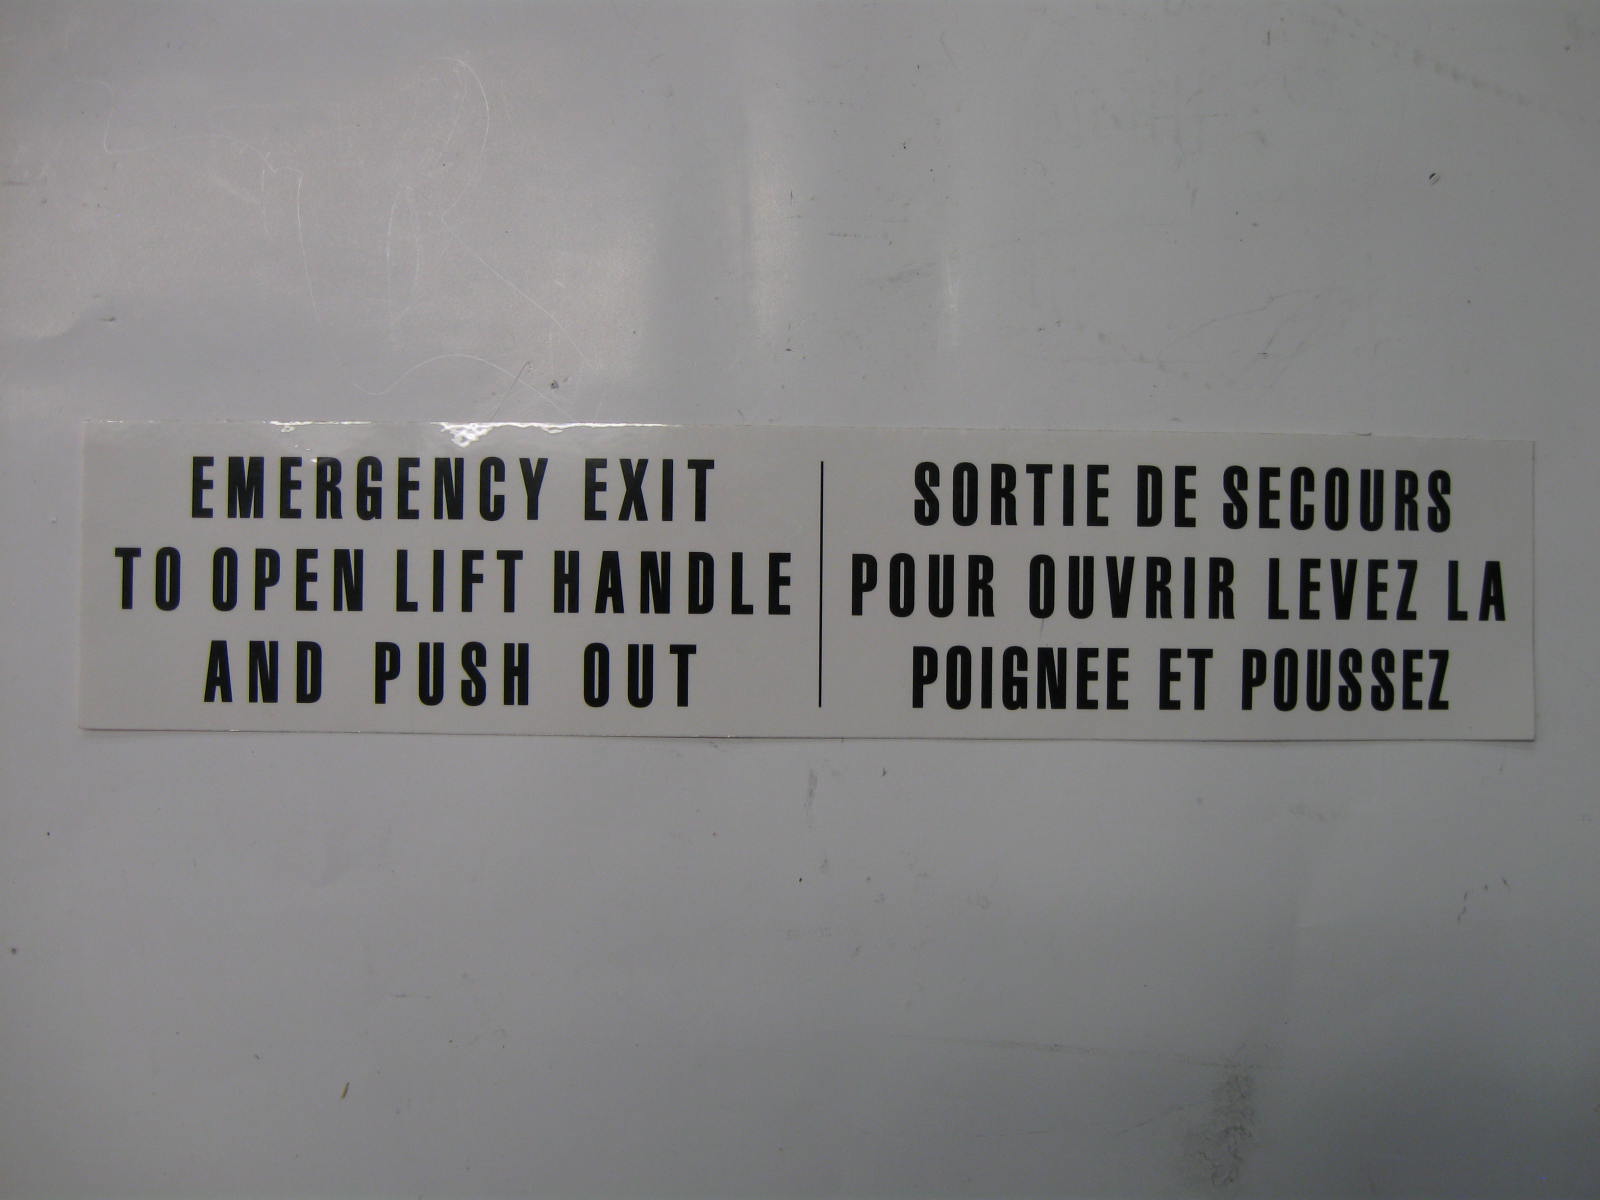 EMERGENCY EXIT
TO OPEN LIFT HANDLE
AND PUSH OUT
SORTIE DE SECOURS
POUR OUVRIR LEVEZ LA
POIGNEE ET POUSSEZ